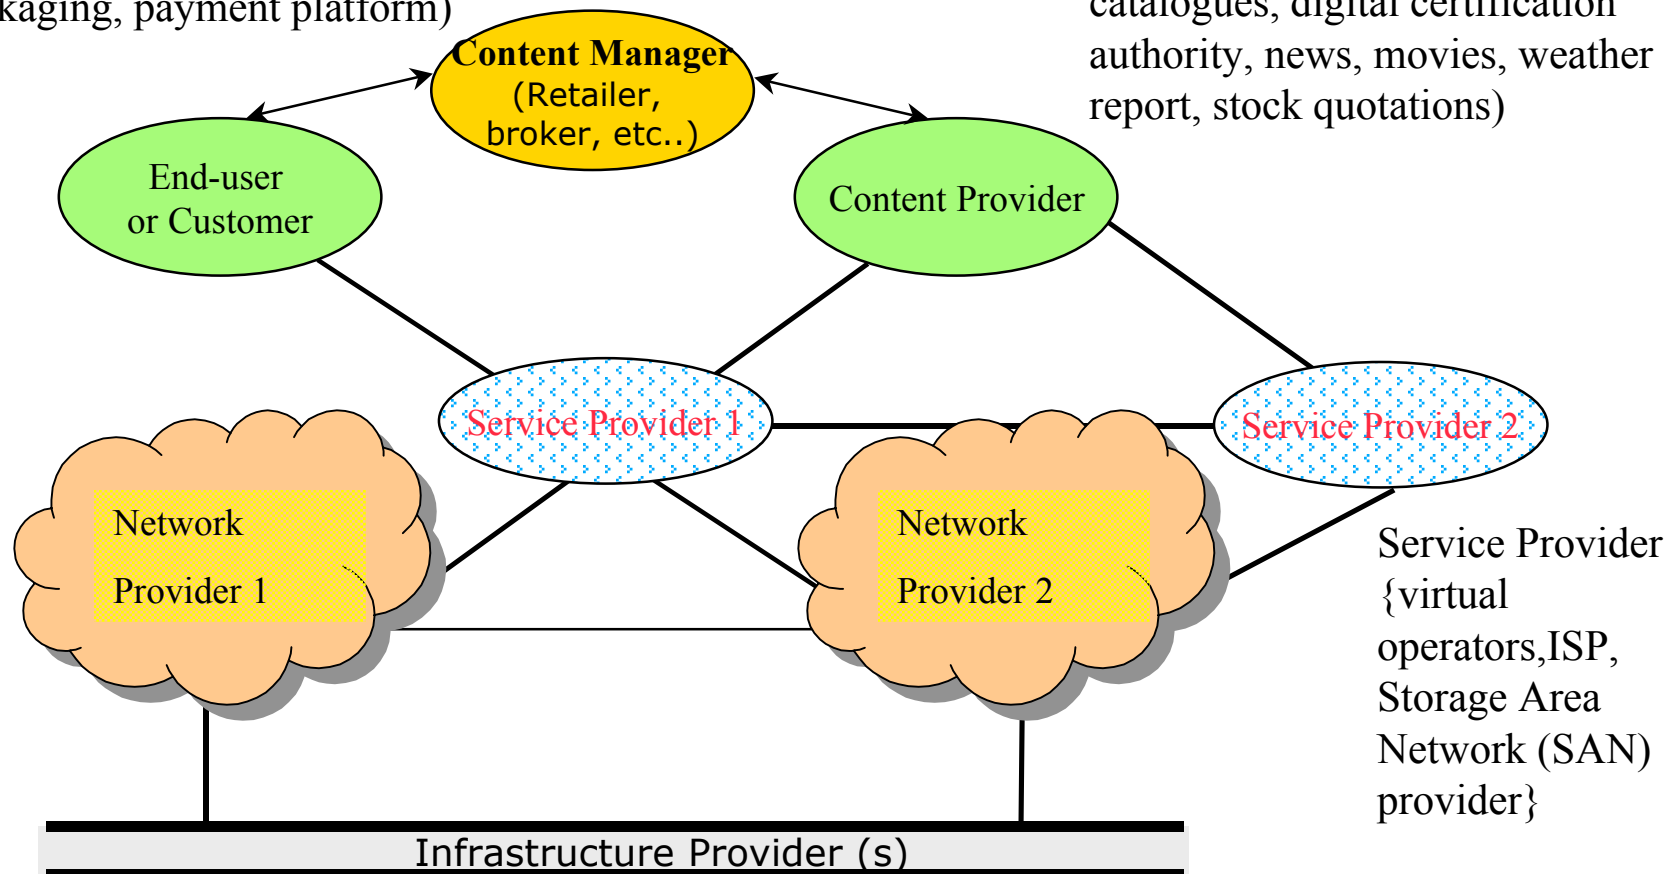 payment platform)
catalogues, digital certification
authority, news, movies, weather
report, stock quotations)
Content Manager
(Retailer,
broker, etc..)
End-user
or Customer
Content Provider
Service Provider 1
Service Provider 2
Network
Provider 1
Network
Provider 2
Service Provider
{virtual
operators,ISP,
Storage Area
Network (SAN)
provider}
Infrastructure Provider (s)